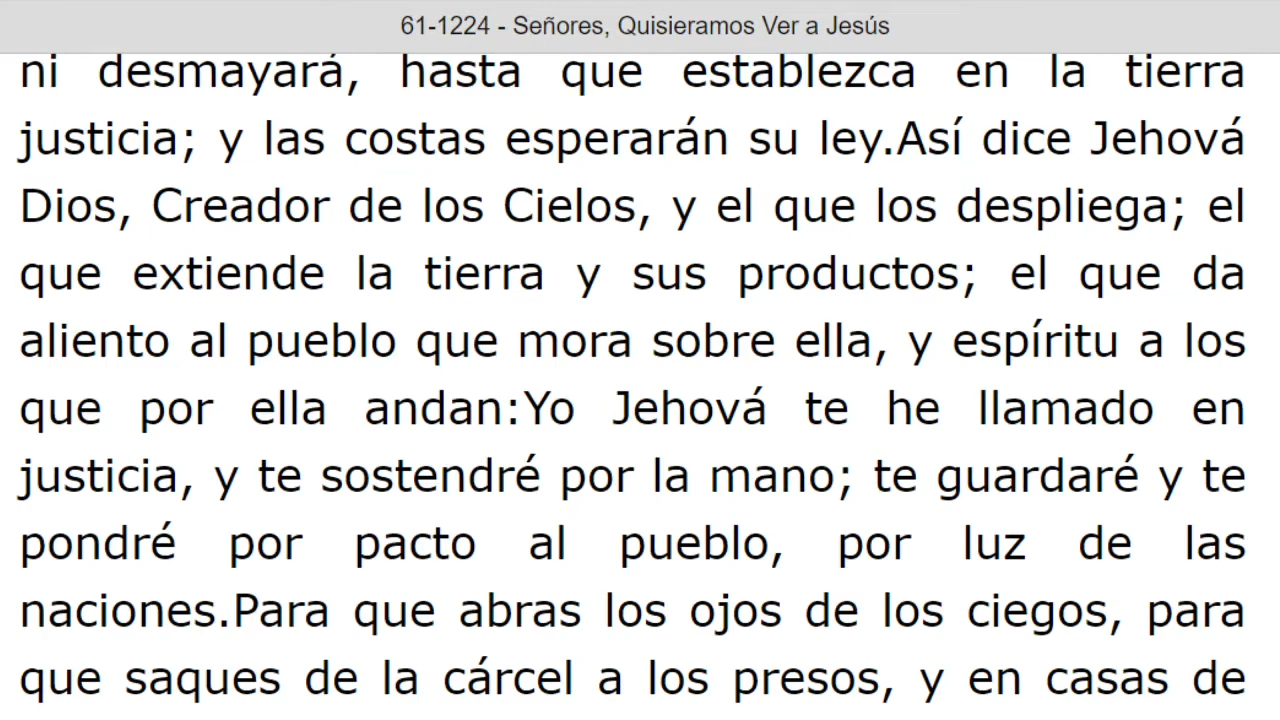 61-1224 - Señores, Quisieramos Ver a Jesús
ni desmayará, hasta que establezca en la tierra
justicia; y las costas esperarán su ley.Así dice Jehová
Dios, Creador de los Cielos, y el que los despliega; el
que extiende la tierra y sus productos; el que da
aliento al pueblo que mora sobre ella, y espíritu a los
que por ella andan:Yo Jehová te he llamado en
justicia, y te sostendré por la mano; te guardaré y te
pondré por pacto al pueblo, por luz de las
naciones.Para que abras los ojos de los ciegos, para
que saques de la cárcel a los presos, y en casas de